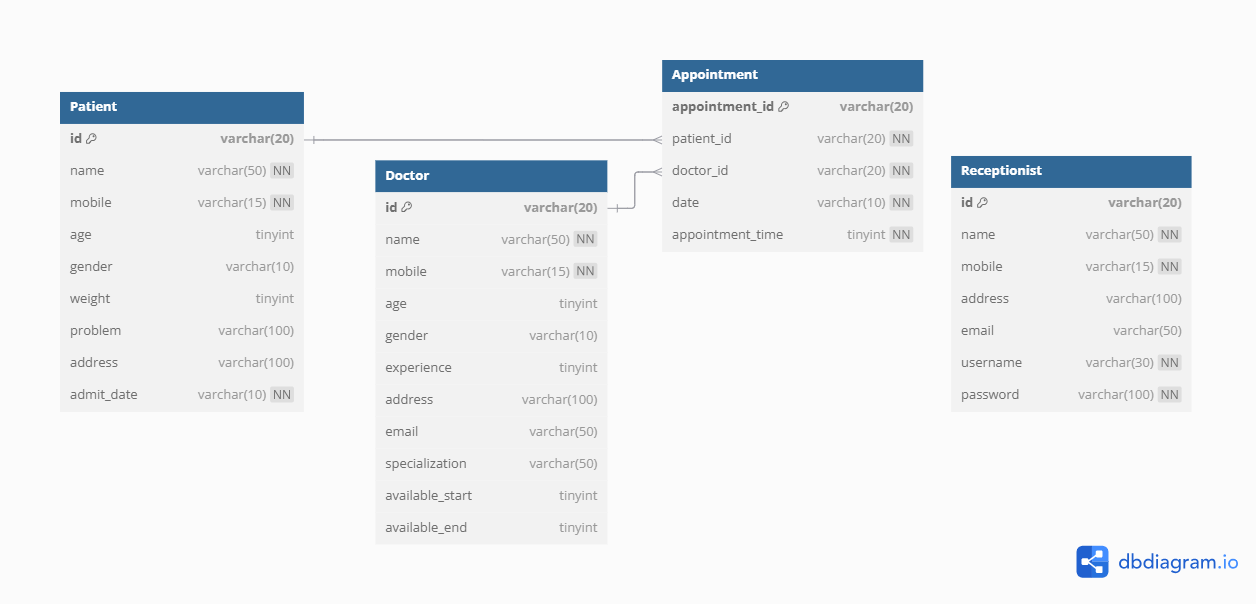 Patient
id varchar(20)
name varchar(50) NN
mobile varchar(15) NN
age tinyint
gender varchar(10)
weight tinyint
problem varchar(100)
address varchar(100)
admit_date varchar(10) NN
Doctor
id varchar(20)
name varchar(50) NN
mobile varchar(15) NN
age tinyint
gender varchar(10)
experience tinyint
address varchar(100)
email varchar(50)
specialization varchar(50)
available_start tinyint
available_end tinyint
Appointment
appointment_id varchar(20)
patient_id varchar(20) NN
doctor_id varchar(20) NN
date varchar(10) NN
appointment_time tinyint NN
Receptionist
id varchar(20)
name varchar(50) NN
mobile varchar(15) NN
address varchar(100)
email varchar(50)
username varchar(30) NN
password varchar(100) NN
dbdiagram.io